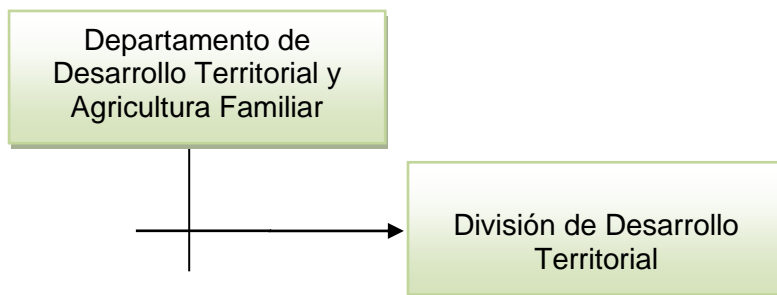 Departamento de
Desarrollo Territorial y
Agricultura Familiar
División de Desarrollo
Territorial